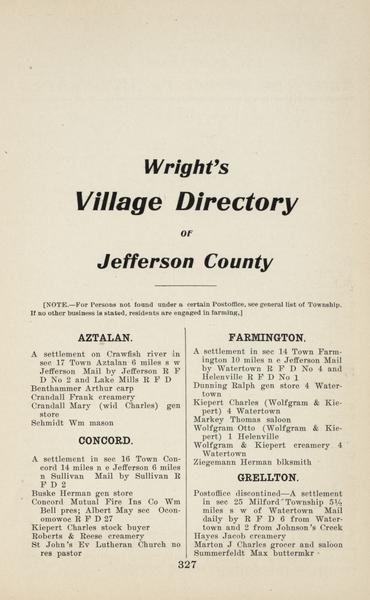 Wright's
Village Directory
OF
Jefferson County
[NOTE.—For Persons not found under a certain Postoffice, see general list of Township.
If no other business is stated, residents are engaged in farming.]
AZTALAN.
A settlement on Crawfish river in
sec 17 Town Aztalan 6 miles s w
Jefferson Mail by Jefferson R F
D No 2 and Lake Mills R F D
Benthammer Arthur carp
Crandall Frank creamery
Crandall Mary (wid Charles) gen
store
Schmidt Wm mason
CONCORD.
A settlement in sec 16 Town Con-
cord 14 miles n e Jefferson 6 miles
n Sullivan Mail by Sullivan R
F D 2
Buske Herman gen store
Concord Mutual Fire Ins Co Wm
Bell pres; Albert May sec Ocon-
omowoc R F D 27
Kiepert Charles stock buyer
Roberts & Reese creamery
St John's Ev Lutheran Church no
res pastor
FARMINGTON.
A settlement in sec 14 Town Farm-
ington 10 miles n e Jefferson Mail
by Watertown R F D No 4 and
Helenville R F D No 1
Dunning Ralph gen store 4 Water-
town
Kiepert Charles (Wolfgram & Kie-
pert) 4 Watertown
Markey Thomas saloon
Wolfgram Otto (Wolfgram & Kie-
pert) 1 Helenville
Wolfgram & Kiepert creamery 4
Watertown
Ziegemann Herman blksmith
GRELLTON.
Postoffice discontined—A settlement
in sec 25 Milford Township 5½
miles s w of Watertown Mail
daily by R F D 6 from Water-
town and 2 from Johnson's Creek
Hayes Jacob creamery
Marton J Charles grocer and saloon
Summerfeldt Max buttermkr
327